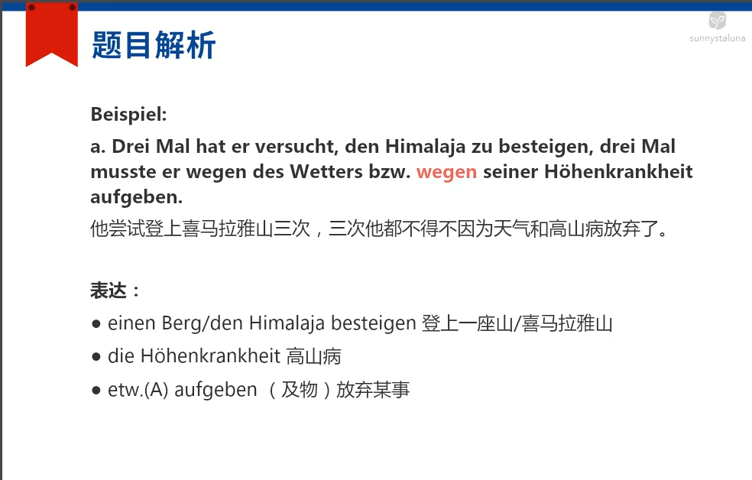 sunnystaluna
题目解析
Beispiel:
a. Drei Mal hat er versucht, den Himalaja zu besteigen, drei Mal
musste er wegen des Wetters bzw. wegen seiner Höhenkrankheit
aufgeben.
他尝试登上喜马拉雅山三次，三次他都不得不因为天气和高山病放弃了。
表达：
● einen Berg/den Himalaja besteigen 登上一座山/喜马拉雅山
● die Höhenkrankheit 高山病
● etw.(A) aufgeben （及物）放弃某事